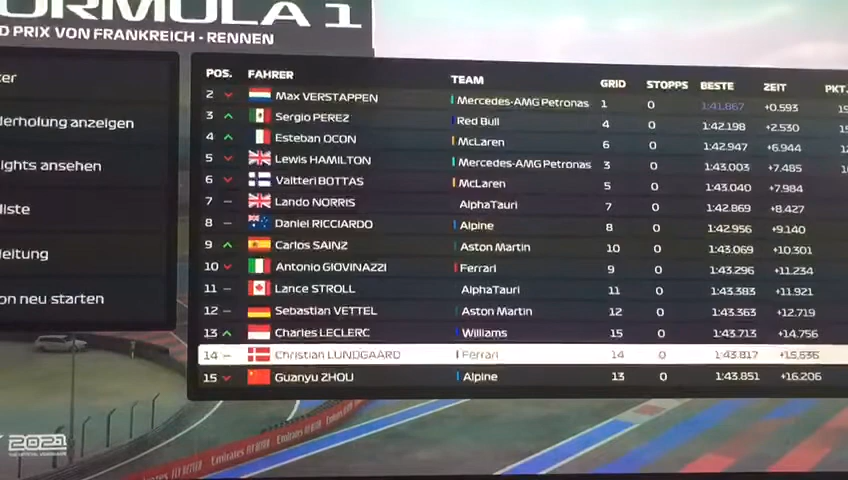 FORMULA 1
D PRIX VON FRANKREICH - RENNEN
ter
derholung anzeigen
lights ansehen
liste
leitung
on neu starten
POS. FAHRER TEAM GRID STOPPS BESTE ZEIT PKT.
2 Max VERSTAPPEN Mercedes-AMG Petronas 1 0 1:41.867 +0.593
3 Sergio PEREZ Red Bull 4 0 1:42.198 +2.530
4 Esteban OCON McLaren 6 0 1:42.947 +6.944
5 Lewis HAMILTON Mercedes-AMG Petronas 3 0 1:43.003 +7.485
6 Valtteri BOTTAS McLaren 5 0 1:43.040 +7.984
7 Lando NORRIS AlphaTauri 7 0 1:42.869 +8.427
8 Daniel RICCIARDO Alpine 8 0 1:42.956 +9.140
9 Carlos SAINZ Aston Martin 10 0 1:43.069 +10.301
10 Antonio GIOVINAZZI Ferrari 9 0 1:43.296 +11.234
11 Lance STROLL AlphaTauri 11 0 1:43.383 +11.921
12 Sebastian VETTEL Aston Martin 12 0 1:43.363 +12.719
13 Charles LECLERC Williams 15 0 1:43.713 +14.756
14 Christian LUNDGAARD Ferrari 14 0 1:43.817 +15.536
15 Guanyu ZHOU Alpine 13 0 1:43.851 +16.206
2021